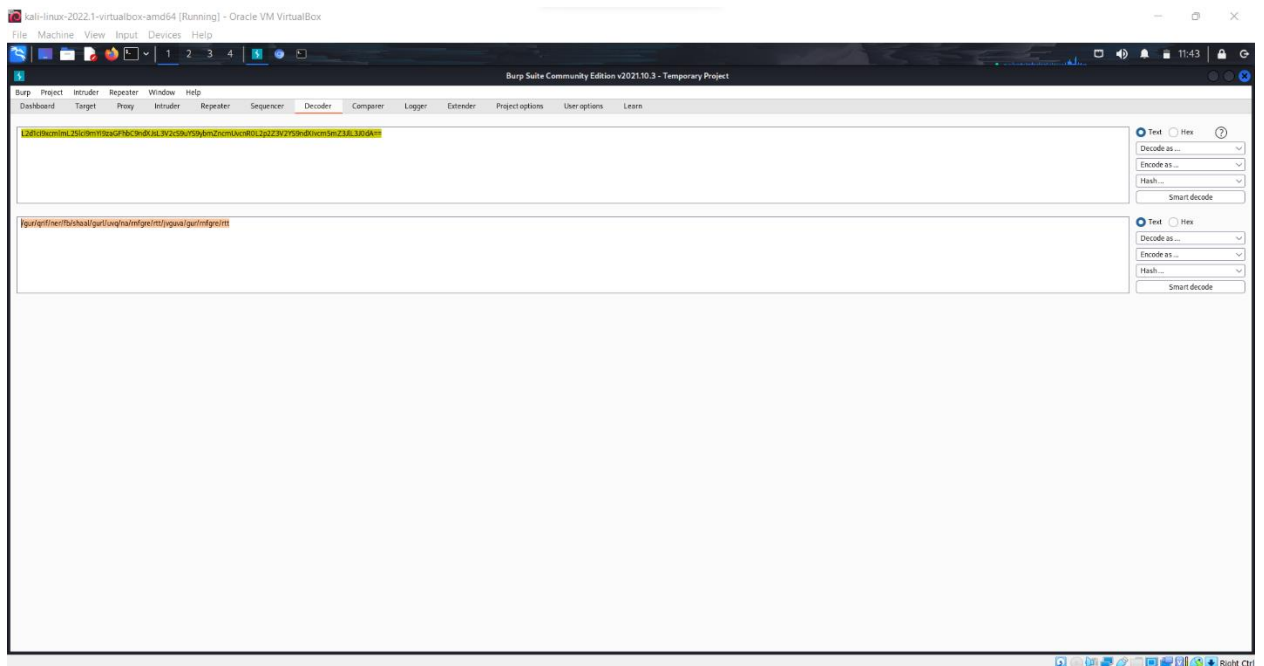 kali-linux-2022.1-virtualbox-amd64 [Running] - Oracle VM VirtualBox
File Machine View Input Devices Help
1 2 3 4 11:43
Burp Suite Community Edition v2021.10.3 - Temporary Project
Burp Project Intruder Repeater Window Help
Dashboard Target Proxy Intruder Repeater Sequencer Decoder Comparer Logger Extender Project options User options Learn
Text Hex
Decode as ...
Encode as ...
Hash ...
Smart decode
/gur/qrif/ner/fb/shaal/gurl/uvq/na/rnfgre/rtt/jvguva/gur/rnfgre/rtt
Text Hex
Decode as ...
Encode as ...
Hash ...
Smart decode
Right Ctrl